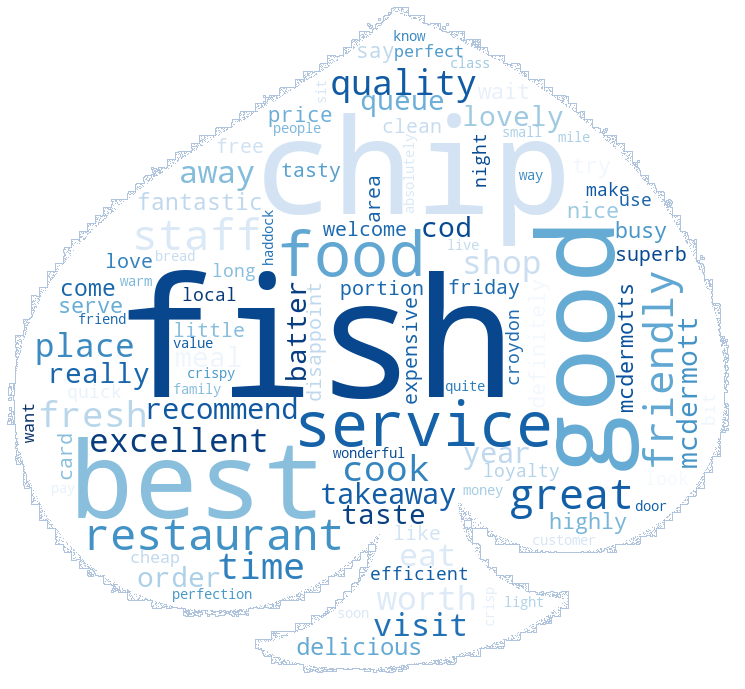 know
say perfect
class
quality
sit
wait
queue
price
lovely
people
clean
small
mile
free
chip
absolutely
night
away
tasty
try
way
area
make
use
fantastic
nice
staff
haddock
welcome
cod
busy
food
live
superb
love
bread
long
shop
good
warm
come
local
batter
portion
friday
serve
disappoint
expensive
croydon
definitely
mcdermotts
friendly
mcdermott
friend
fish
little
value
place
meal
crispy
really
quick
family
quite
want
fresh
recommend
service
bit
card
excellent
wonderful
year
best
cook
loyalty
look
pay
takeaway
money
great
door
taste
restaurant
highly
like
customer
cheap
time
eat
order
efficient
perfection
worth
crisp
light
soon
visit
delicious